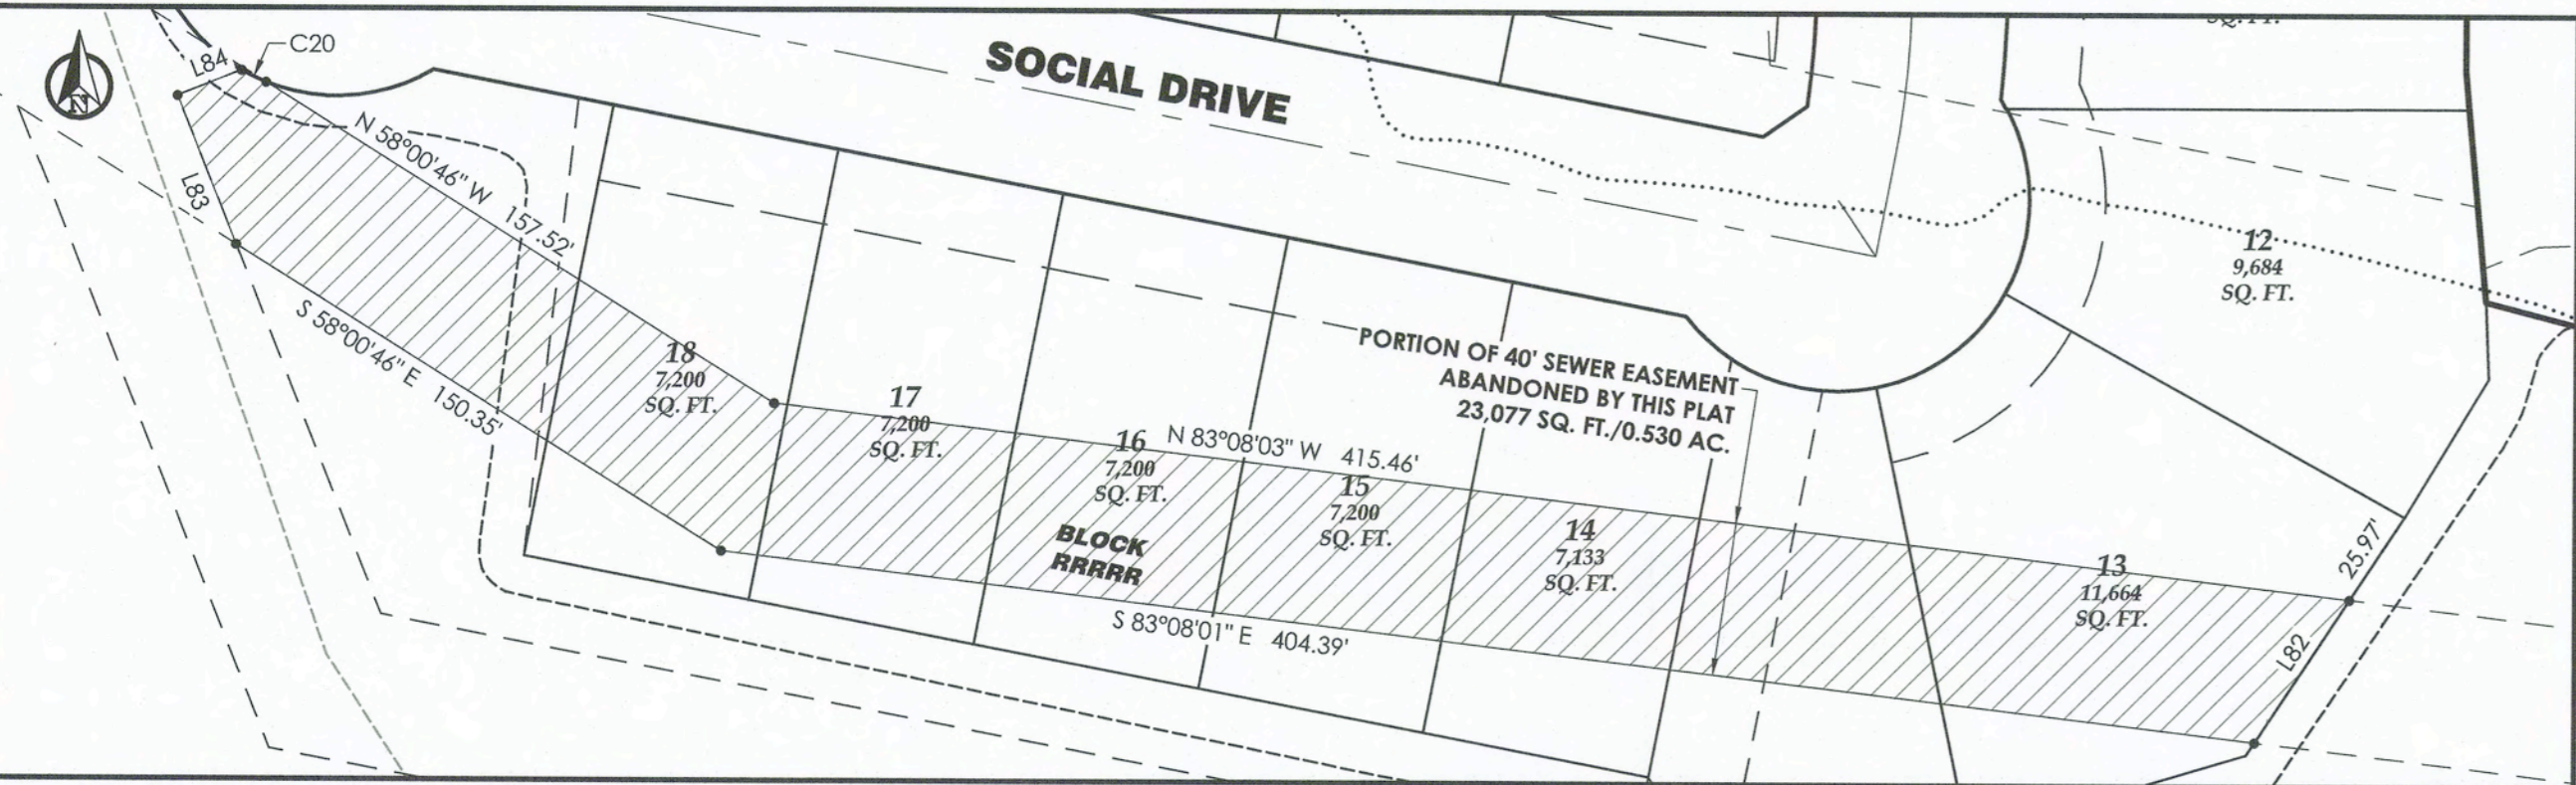 SQ. FT.
C20
L84
N
SOCIAL DRIVE
N 58°00'46" W 157.52'
L83
12
9,684
SQ. FT.
S 58°00'46" E 150.35'
18
7,200
SQ. FT.
PORTION OF 40' SEWER EASEMENT
ABANDONED BY THIS PLAT
23,077 SQ. FT./0.530 AC.
17
7,200
SQ. FT.
16
7,200
SQ. FT.
N 83°08'03" W 415.46'
15
7,200
SQ. FT.
BLOCK
RRRRR
14
7,133
SQ. FT.
13
11,664
SQ. FT.
25.97'
L82
S 83°08'01" E 404.39'